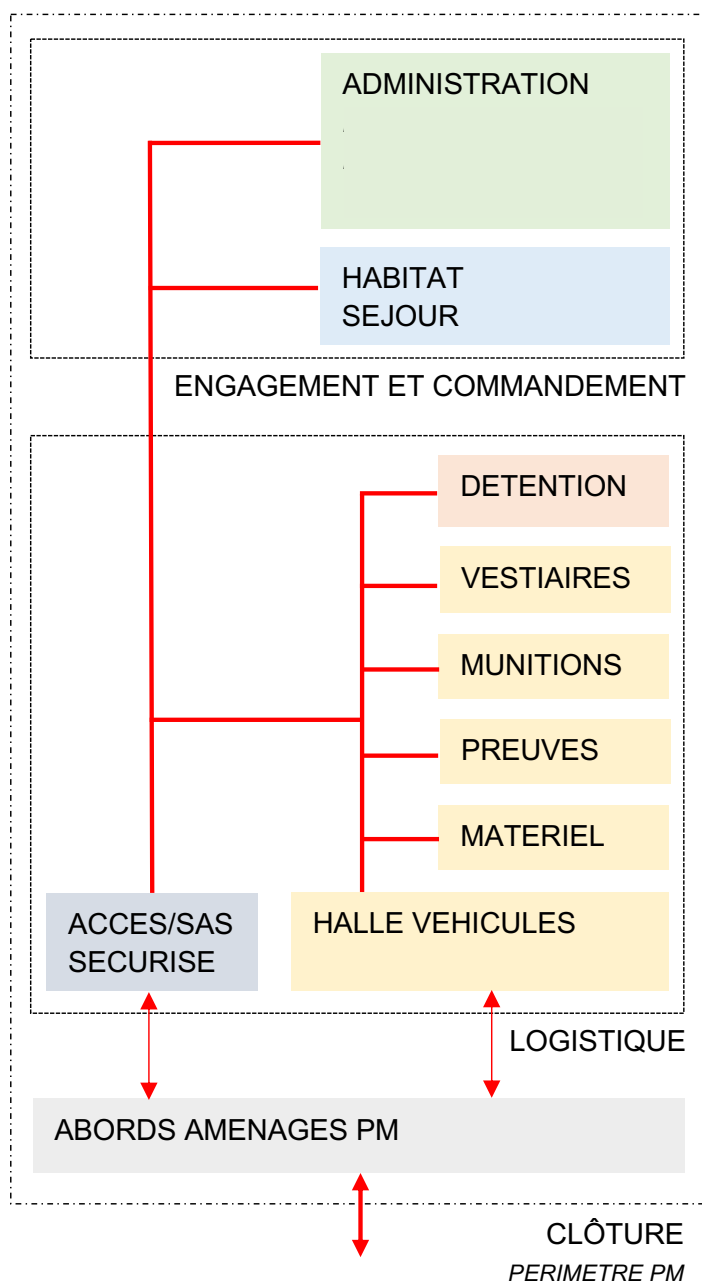 ADMINISTRATION
HABITAT
SEJOUR
ENGAGEMENT ET COMMANDEMENT
DETENTION
VESTIAIRES
MUNITIONS
PREUVES
MATERIEL
ACCES/SAS
SECURISE
HALLE VEHICULES
LOGISTIQUE
ABORDS AMENAGES PM
CLÔTURE
PERIMETRE PM